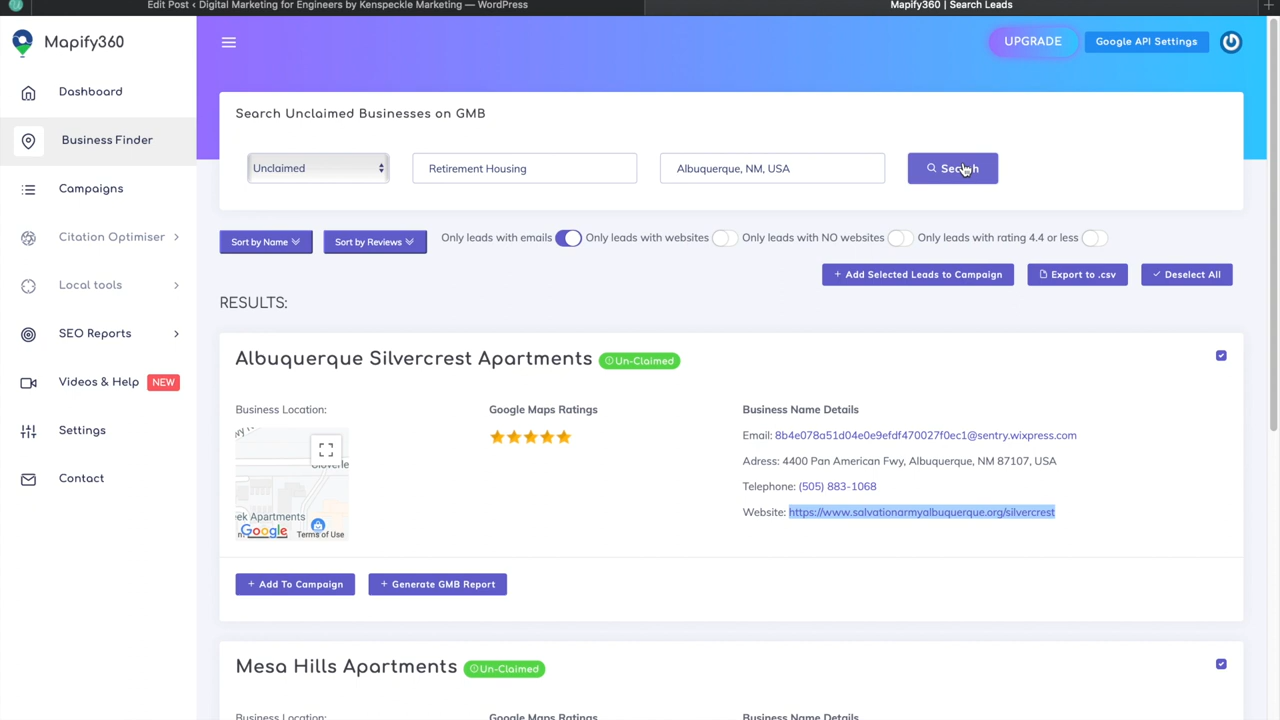 Edit Post ‹ Digital Marketing for Engineers by Kenspeckle Marketing — WordPress
Mapify360 | Search Leads
Mapify360
UPGRADE
Google API Settings
Dashboard
Business Finder
Campaigns
Citation Optimiser
Local tools
SEO Reports
Videos & Help NEW
Settings
Contact
Search Unclaimed Businesses on GMB
Unclaimed
Retirement Housing
Albuquerque, NM, USA
Search
Sort by Name
Sort by Reviews
Only leads with emails
Only leads with websites
Only leads with NO websites
Only leads with rating 4.4 or less
+ Add Selected Leads to Campaign
Export to .csv
Deselect All
RESULTS:
Albuquerque Silvercrest Apartments Un-Claimed
Business Location:
ek Apartments
Google
Terms of Use
Google Maps Ratings
Business Name Details
Email: 8b4e078a51d04e0e9efdf470027f0ec1@sentry.wixpress.com
Adress: 4400 Pan American Fwy, Albuquerque, NM 87107, USA
Telephone: (505) 883-1068
Website: https://www.salvationarmyalbuquerque.org/silvercrest
+ Add To Campaign
+ Generate GMB Report
Mesa Hills Apartments Un-Claimed
Business Location:
Google Maps Ratings
Business Name Details